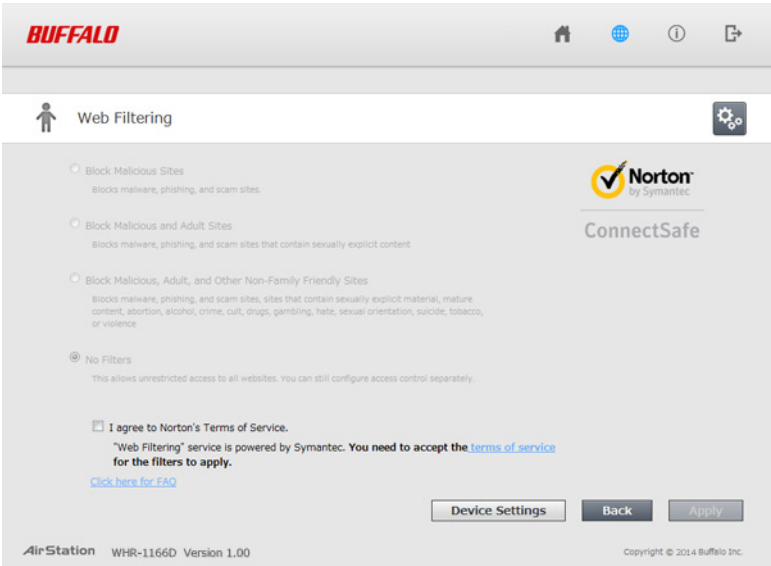 BUFFALO
Web Filtering
Block Malicious Sites
Blocks malware, phishing, and scam sites.
Norton
by Symantec
ConnectSafe
Block Malicious and Adult Sites
Blocks malware, phishing, and scam sites that contain sexually explicit content
Block Malicious, Adult, and Other Non-Family Friendly Sites
Blocks malware, phishing, and scam sites, sites that contain sexually explicit material, mature
content, abortion, alcohol, crime, cult, drugs, gambling, hate, sexual orientation, suicide, tobacco,
or violence
No Filters
This allows unrestricted access to all websites. You can still configure access control separately.
I agree to Norton's Terms of Service.
"Web Filtering" service is powered by Symantec. You need to accept the terms of service
for the filters to apply.
Click here for FAQ
Device Settings Back Apply
AirStation WHR-1166D Version 1.00 Copyright © 2014 Buffalo Inc.